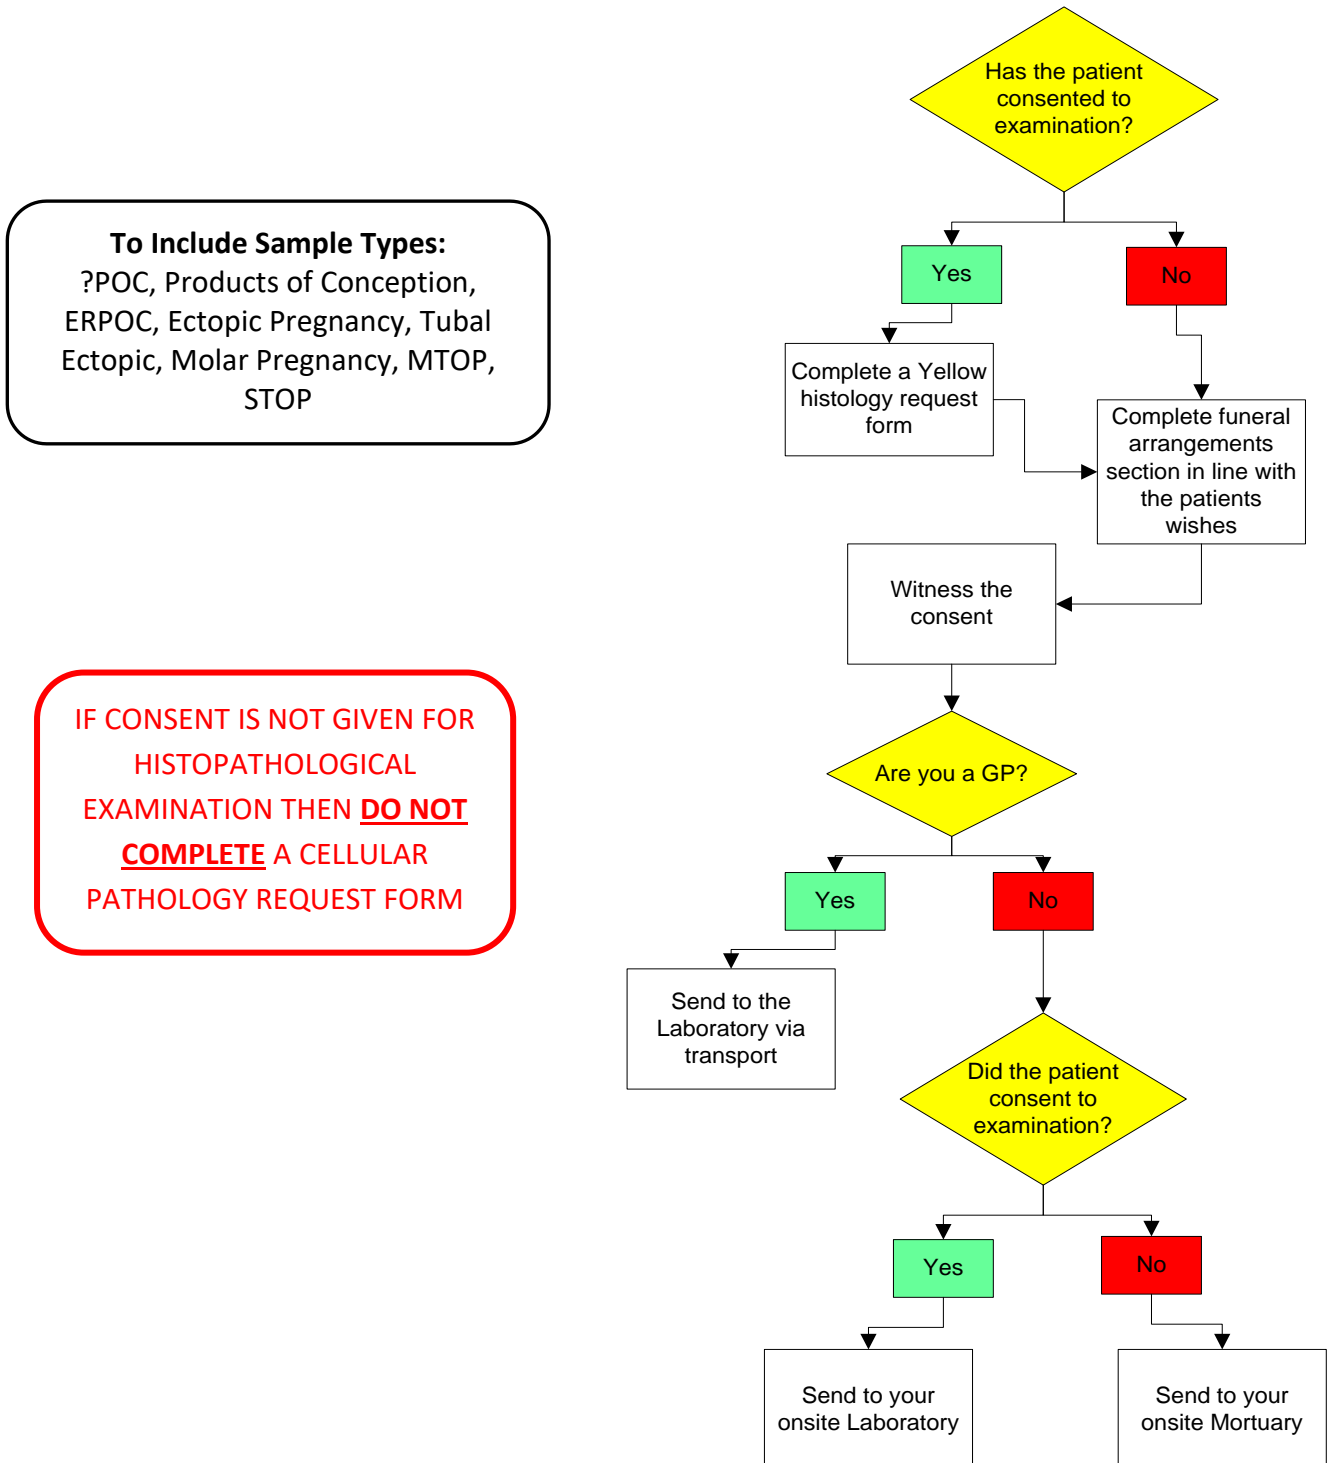 Has the patient
consented to
examination?
To Include Sample Types:
?POC, Products of Conception,
ERPOC, Ectopic Pregnancy, Tubal
Ectopic, Molar Pregnancy, MTOP,
STOP
Yes
No
Complete a Yellow
histology request
form
Complete funeral
arrangements
section in line with
the patients
wishes
Witness the
consent
IF CONSENT IS NOT GIVEN FOR
HISTOPATHOLOGICAL
EXAMINATION THEN DO NOT
COMPLETE A CELLULAR
PATHOLOGY REQUEST FORM
Are you a GP?
Yes
No
Send to the
Laboratory via
transport
Did the patient
consent to
examination?
Yes
No
Send to your
onsite Laboratory
Send to your
onsite Mortuary